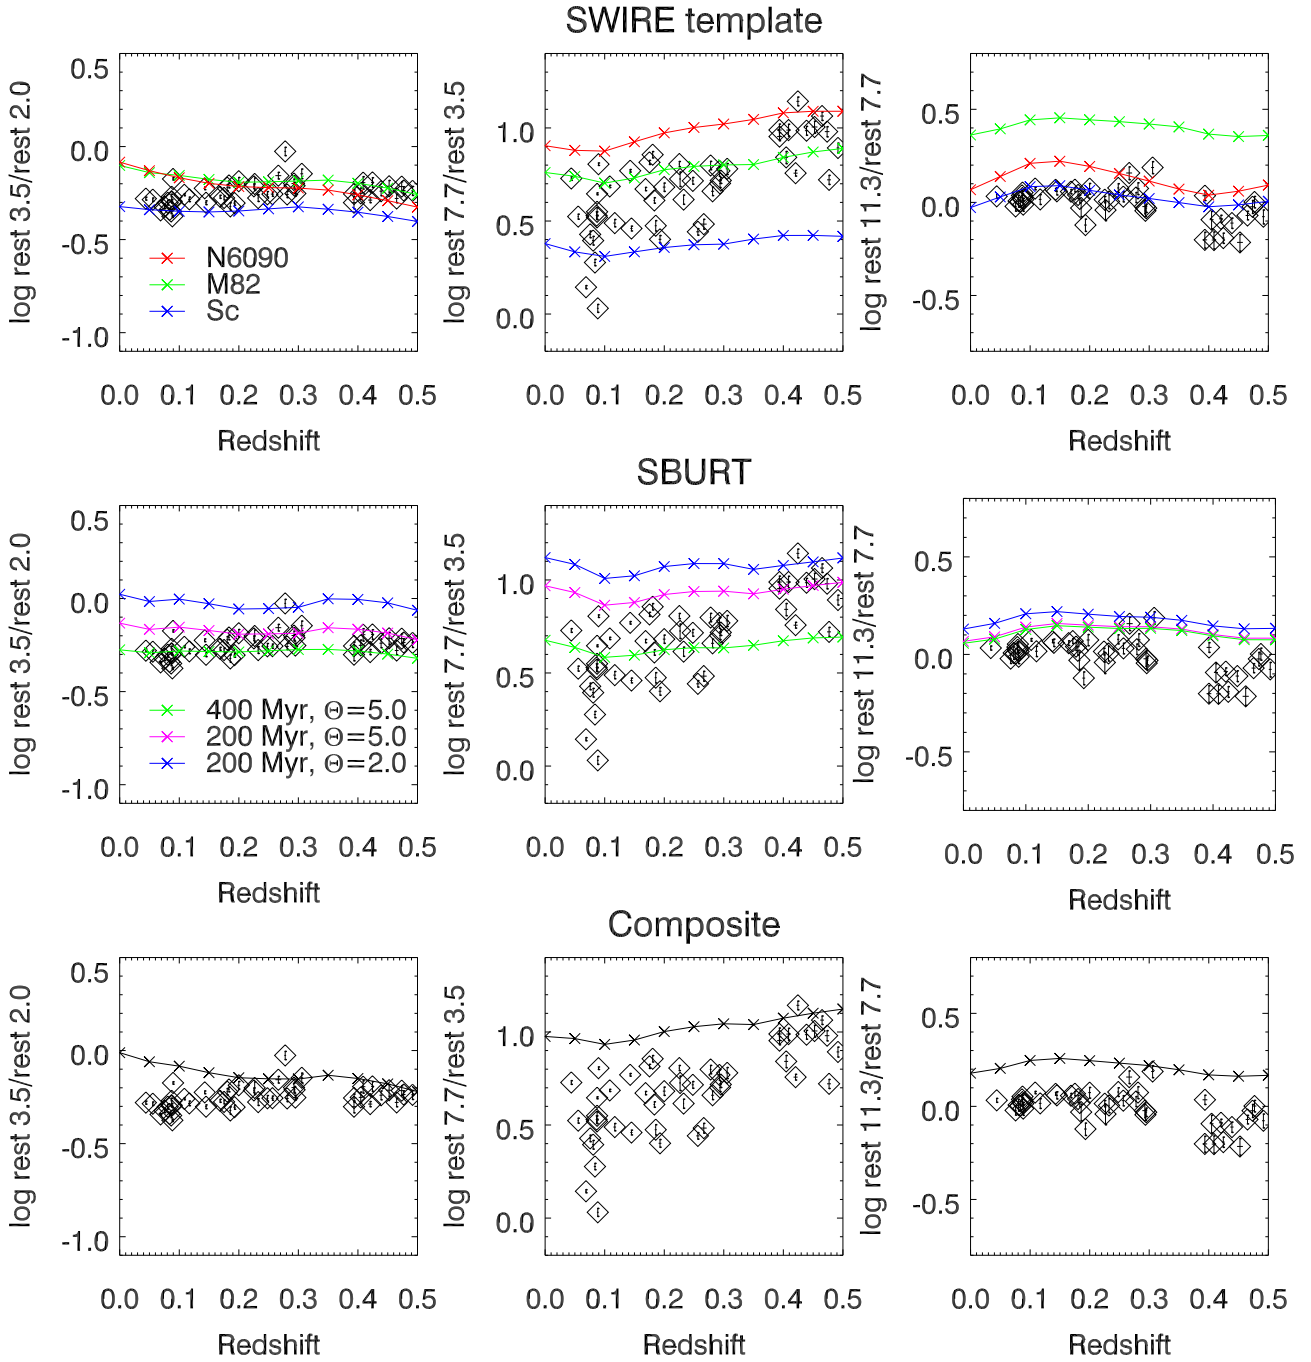 SWIRE template
log rest 3.5/rest 2.0
0.5
0.0
-0.5
-1.0
N6090
M82
Sc
0.0 0.1 0.2 0.3 0.4 0.5
Redshift
log rest 7.7/rest 3.5
1.0
0.5
0.0
0.0 0.1 0.2 0.3 0.4 0.5
Redshift
log rest 11.3/rest 7.7
0.5
0.0
-0.5
0.0 0.1 0.2 0.3 0.4 0.5
Redshift
SBURT
log rest 3.5/rest 2.0
0.5
0.0
-0.5
-1.0
400 Myr, Θ=5.0
200 Myr, Θ=5.0
200 Myr, Θ=2.0
0.0 0.1 0.2 0.3 0.4 0.5
Redshift
log rest 7.7/rest 3.5
1.0
0.5
0.0
0.0 0.1 0.2 0.3 0.4 0.5
Redshift
log rest 11.3/rest 7.7
0.5
0.0
-0.5
0.0 0.1 0.2 0.3 0.4 0.5
Redshift
Composite
log rest 3.5/rest 2.0
0.5
0.0
-0.5
-1.0
0.0 0.1 0.2 0.3 0.4 0.5
Redshift
log rest 7.7/rest 3.5
1.0
0.5
0.0
0.0 0.1 0.2 0.3 0.4 0.5
Redshift
log rest 11.3/rest 7.7
0.5
0.0
-0.5
0.0 0.1 0.2 0.3 0.4 0.5
Redshift